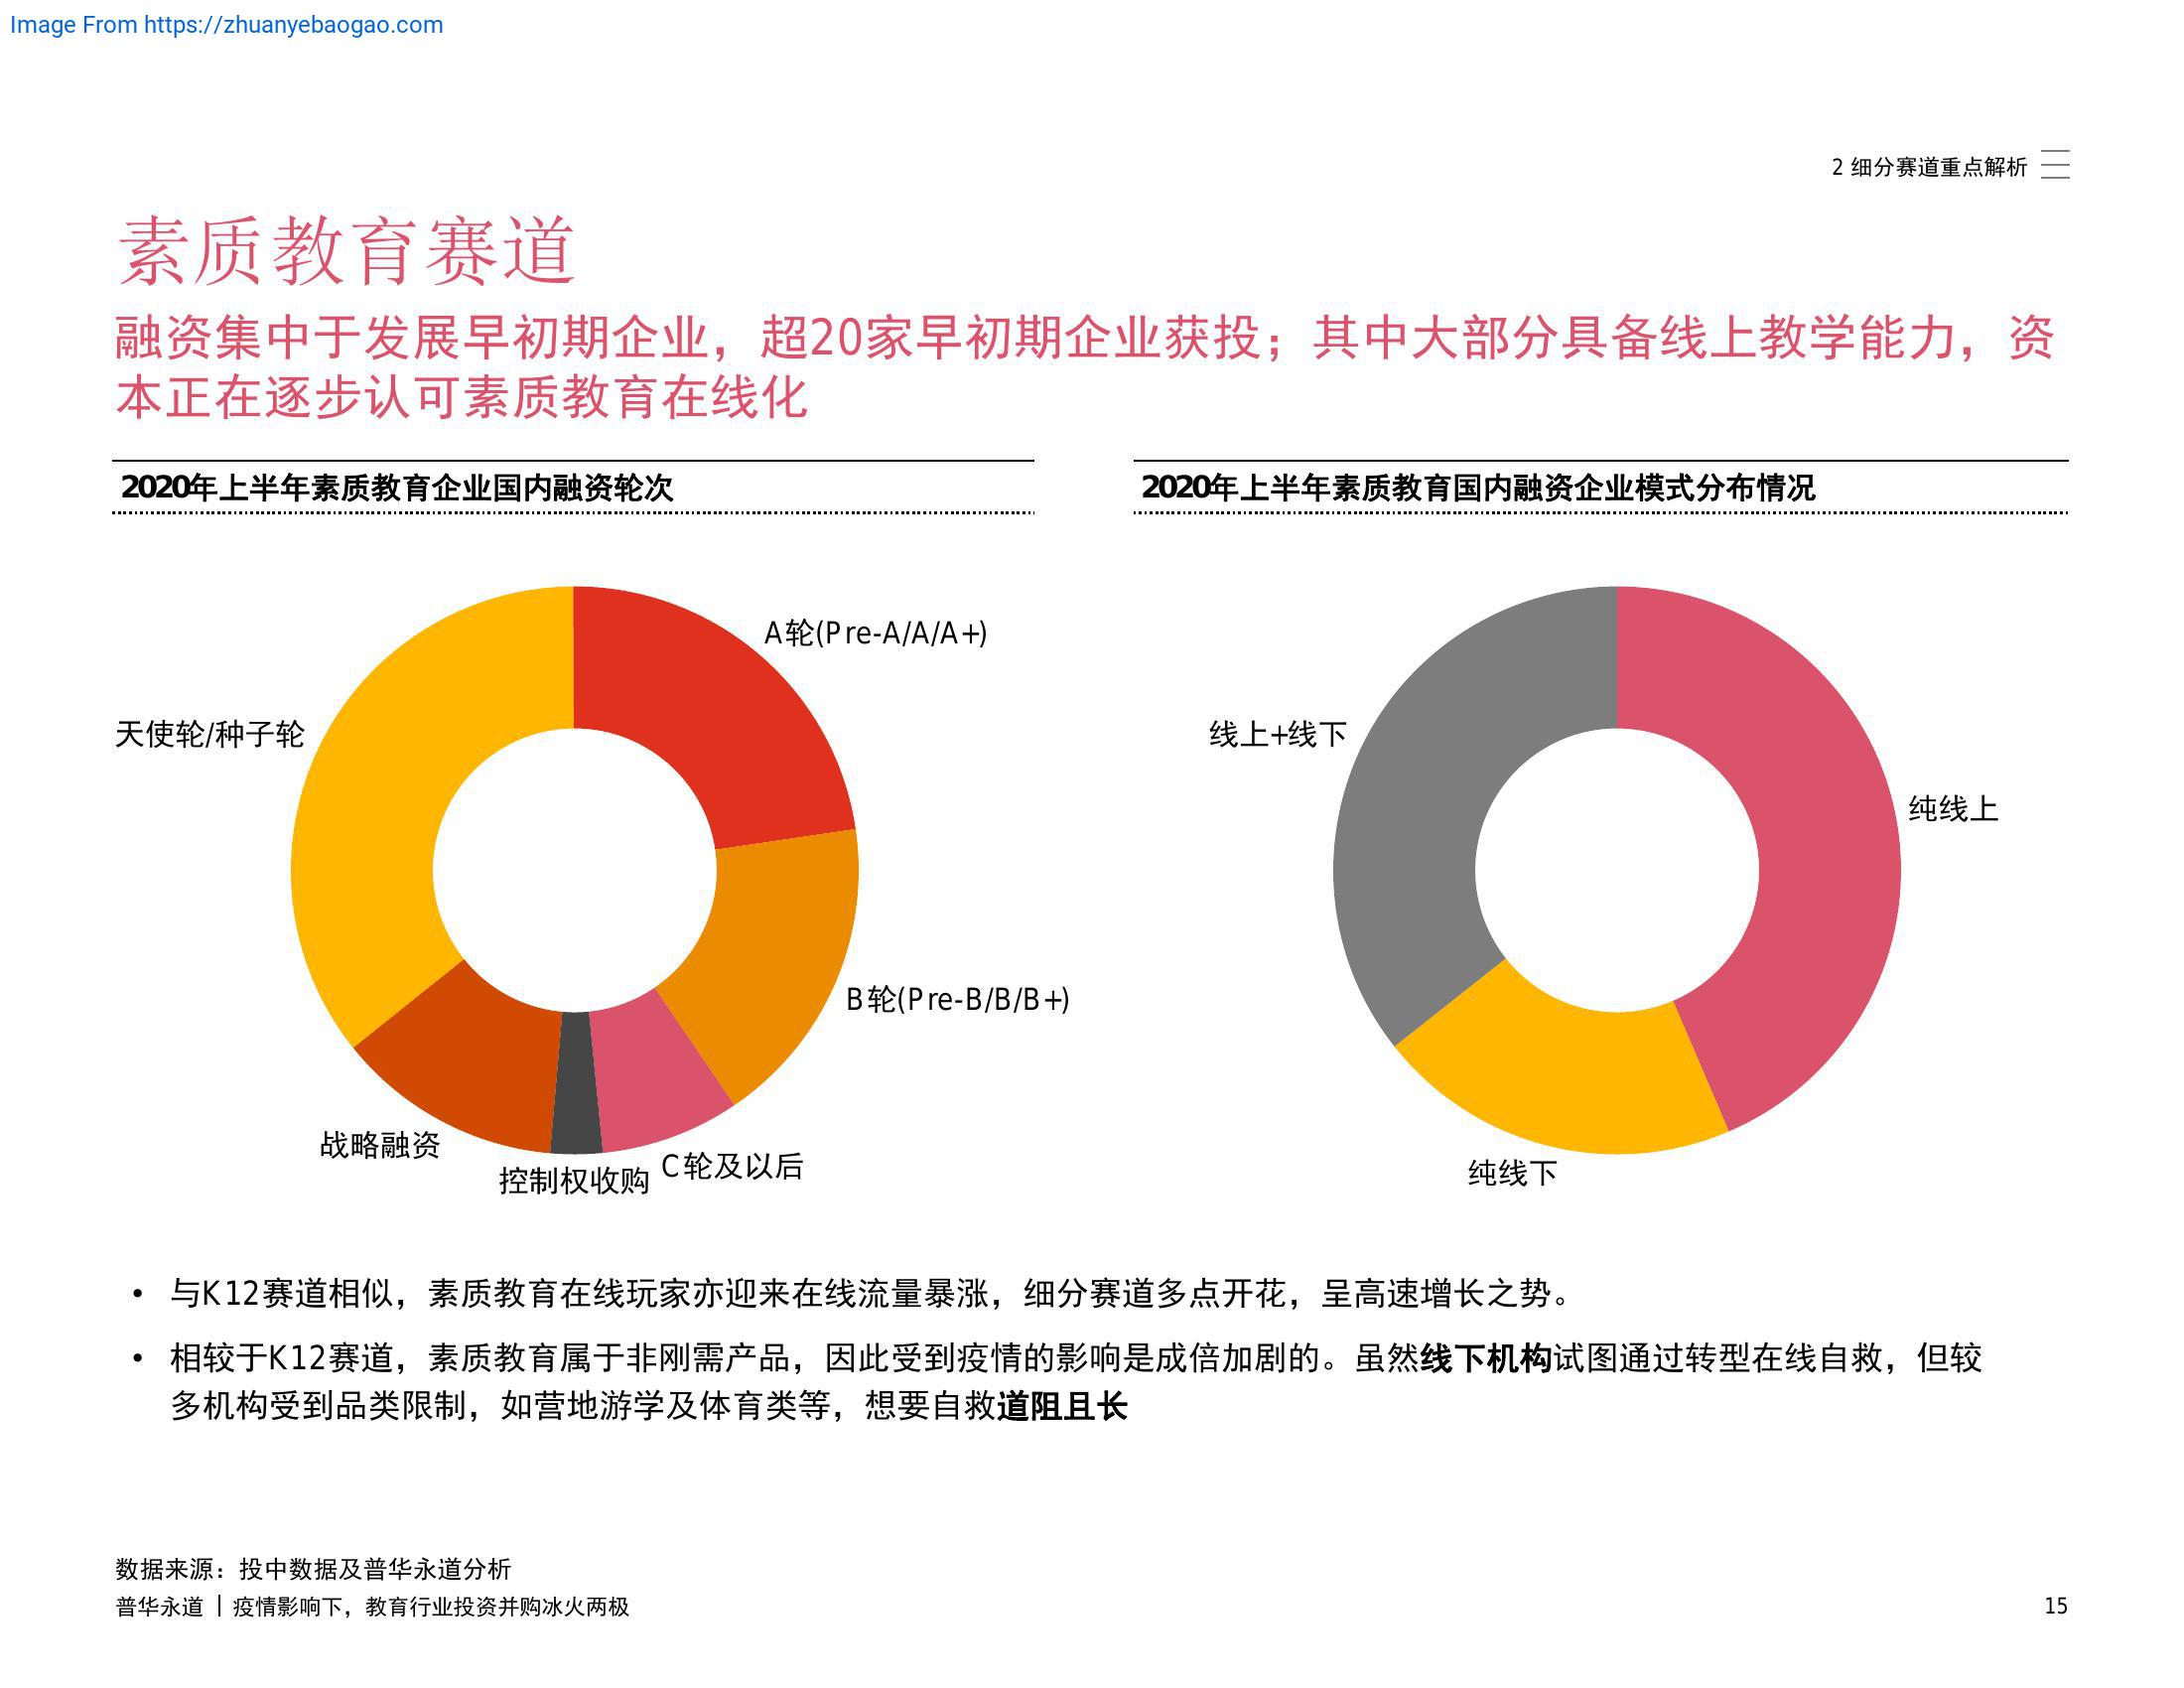 Image From https://zhuanyebaogao.com
2 细分赛道重点解析
素质教育赛道
融资集中于发展早初期企业，超20家早初期企业获投；其中大部分具备线上教学能力，资
本正在逐步认可素质教育在线化
2020年上半年素质教育企业国内融资轮次
2020年上半年素质教育国内融资企业模式分布情况
A轮(Pre-A/A/A+)
天使轮/种子轮
B轮(Pre-B/B/B+)
战略融资
控制权收购
C轮及以后
线上+线下
纯线上
纯线下
• 与K12赛道相似，素质教育在线玩家亦迎来在线流量暴涨，细分赛道多点开花，呈高速增长之势。
• 相较于K12赛道，素质教育属于非刚需产品，因此受到疫情的影响是成倍加剧的。虽然线下机构试图通过转型在线自救，但较
多机构受到品类限制，如营地游学及体育类等，想要自救道阻且长
数据来源：投中数据及普华永道分析
普华永道 | 疫情影响下，教育行业投资并购冰火两极
15